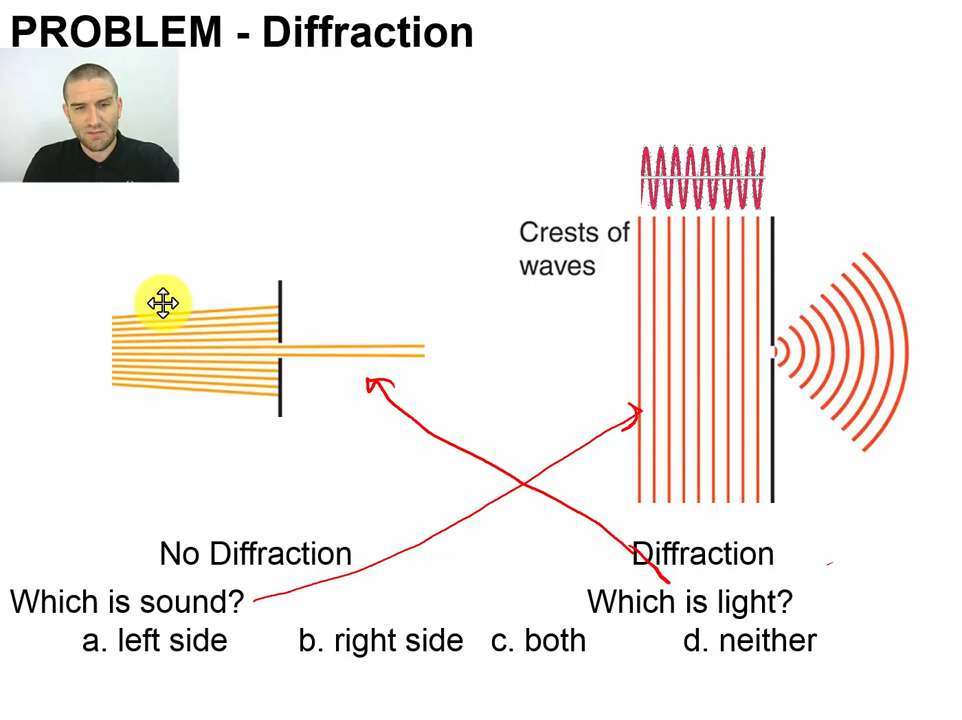 PROBLEM - Diffraction
Crests of
waves
No Diffraction
Diffraction
Which is sound?
Which is light?
a. left side b. right side c. both d. neither